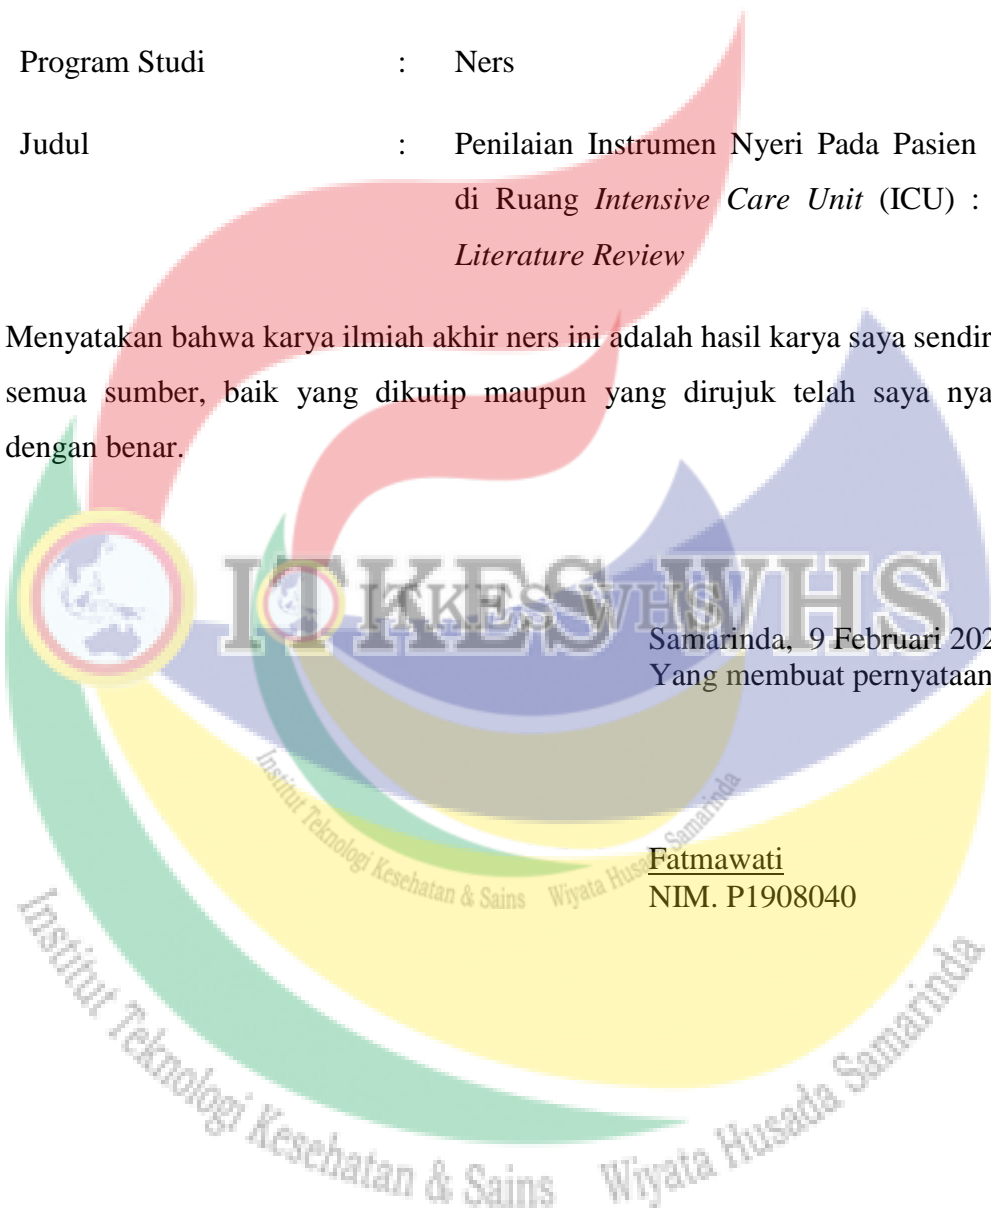 Program Studi : Ners
Judul : Penilaian Instrumen Nyeri Pada Pasien
di Ruang Intensive Care Unit (ICU) :
Literature Review
Menyatakan bahwa karya ilmiah akhir ners ini adalah hasil karya saya sendir
semua sumber, baik yang dikutip maupun yang dirujuk telah saya nya
dengan benar.
ITKES WHS
ITKES WHS
Samarinda, 9 Februari 202
Yang membuat pernyataan
Institut Teknologi Kesehatan & Sains Wiyata Husada Samarinda
Fatmawati
NIM. P1908040
Institut Teknologi Kesehatan & Sains Wiyata Husada Samarinda